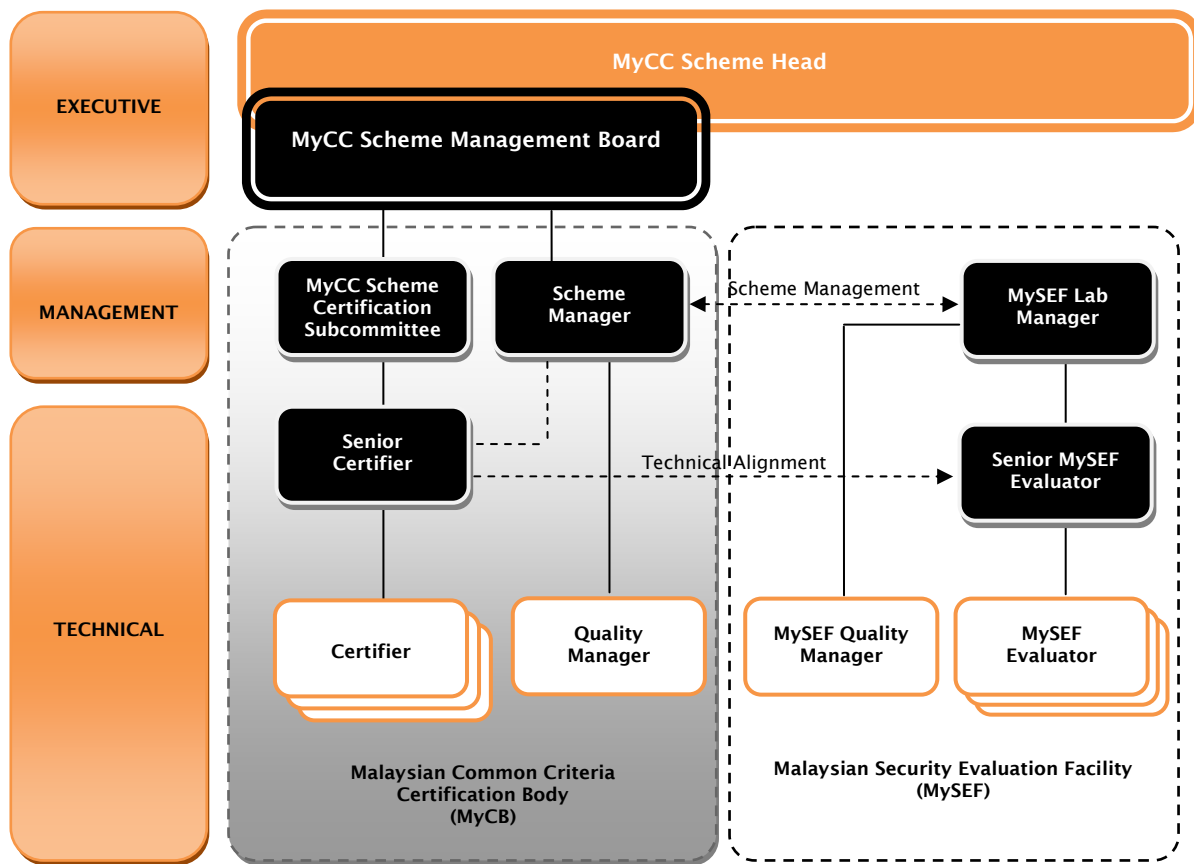 EXECUTIVE
MyCC Scheme Head
MyCC Scheme Management Board
MANAGEMENT
MyCC Scheme
Certification
Subcommittee
Scheme
Manager
Scheme Management
MySEF Lab
Manager
TECHNICAL
Senior
Certifier
Technical Alignment
Senior MySEF
Evaluator
Certifier
Quality
Manager
MySEF Quality
Manager
MySEF
Evaluator
Malaysian Common Criteria
Certification Body
(MyCB)
Malaysian Security Evaluation Facility
(MySEF)